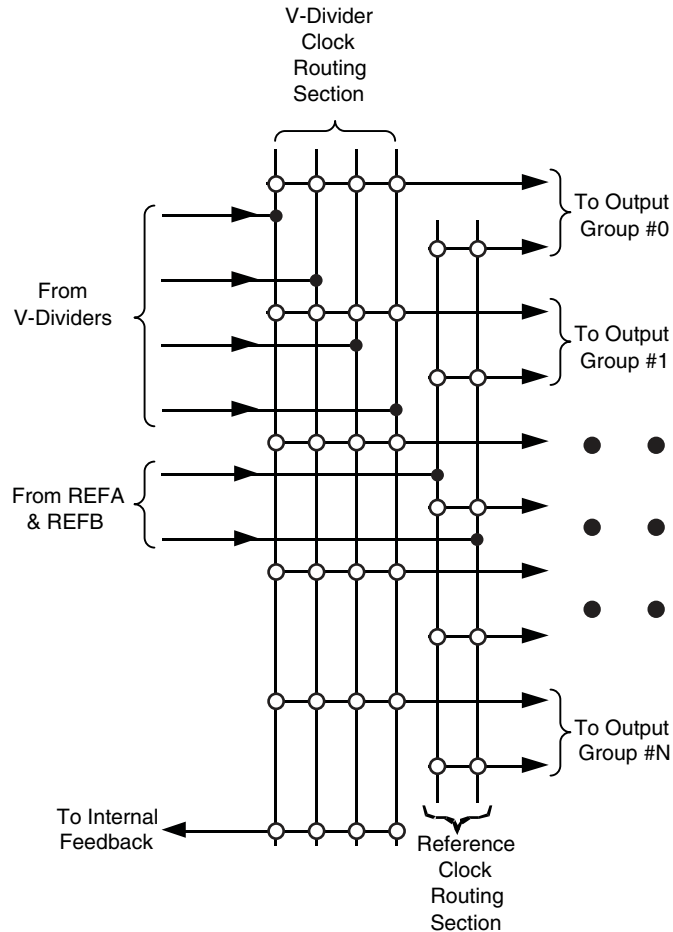 V-Divider
Clock
Routing
Section
To Output
Group #0
From
V-Dividers
To Output
Group #1
From REFA
& REFB
To Output
Group #N
To Internal
Feedback
Reference
Clock
Routing
Section